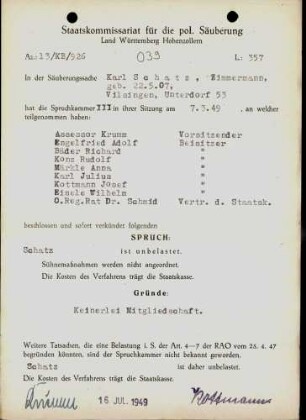 Staatskommissariat für die pol. Säuberung
Land Württemberg Hohenzollern
Az.: 13/KB/926 033 L: 357
In der Säuberungssache Karl Schatz, Zimmermann,
geb. 22.5.07,
Vilsingen, Unterdorf 53
hat die Spruchkammer III in ihrer Sitzung am 7.3.49, an welcher
teilgenommen haben:
Assessor Krumm Vorsitzender
Engelfried Adolf Beisitzer
Bäder Richard "
Kons Rudolf "
Märkle Anna "
Karl Julius "
Kottmann Josef "
Eisele Wilhelm "
O.Reg.Rat Dr. Schmid Vertr. d. Staatsk.
beschlossen und sofort verkündet folgenden
SPRUCH:
Schatz
ist unbelastet.
Sühnemaßnahmen werden nicht angeordnet.
Die Kosten des Verfahrens trägt die Staatskasse.
Gründe:
Keinerlei Mitgliedschaft.
Weitere Tatsachen, die eine Belastung i. S. der Art. 4—7 der RAO vom 25. 4. 47
begründen könnten, sind der Spruchkammer nicht bekannt geworden.
Schatz ist daher unbelastet.
Die Kosten des Verfahrens trägt die Staatskasse.
Krumm 16 JUL 1949 Kottmann